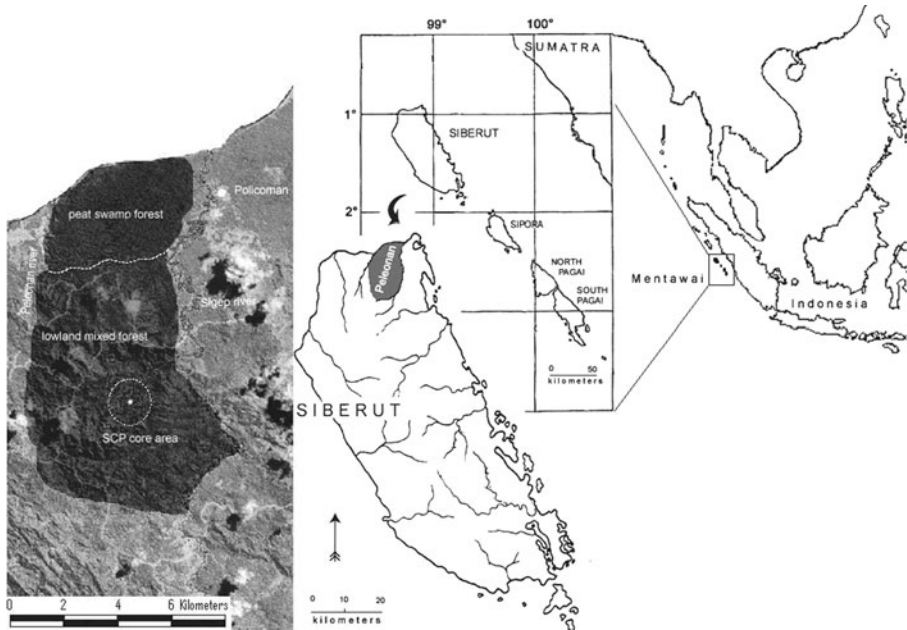 peat swamp forest
Policoman
Peleonan river
Sigep river
lowland mixed forest
SCP core area
0 2 4 6 Kilometers
99° 100°
SUMATRA
1°
SIBERUT
2°
SIPORA
NORTH
PAGAI
SOUTH
PAGAI
0 50
kilometers
Peleonan
SIBERUT
0 10 20
kilometers
Mentawai
Indonesia